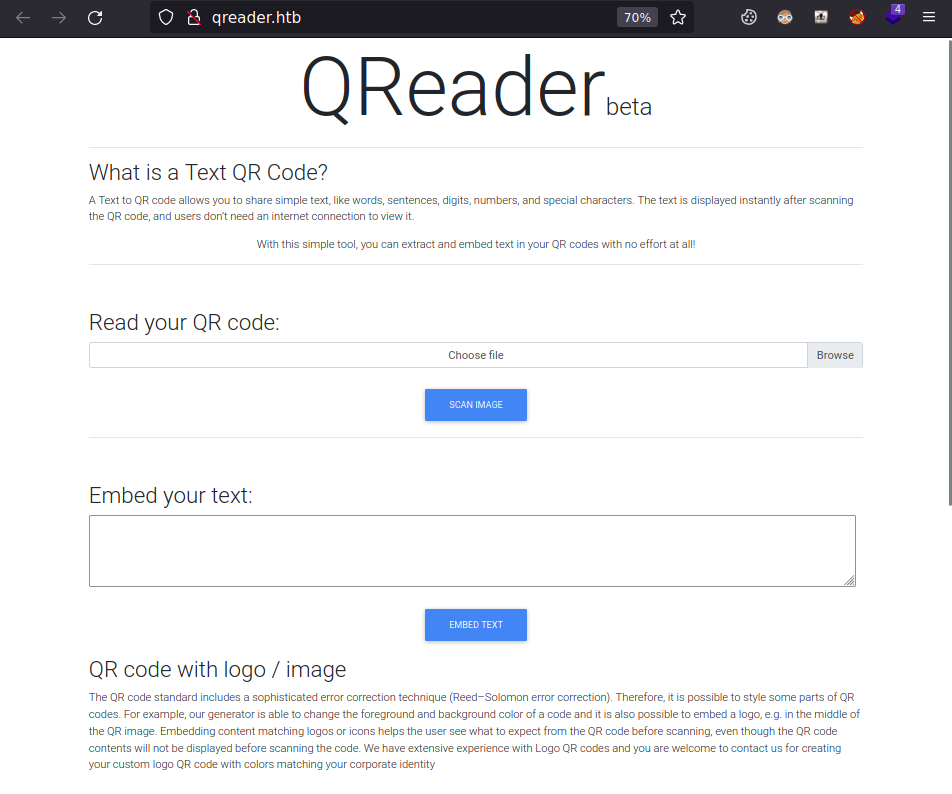 qreader.htb
70%
4
QReader beta
What is a Text QR Code?
A Text to QR code allows you to share simple text, like words, sentences, digits, numbers, and special characters. The text is displayed instantly after scanning
the QR code, and users don't need an internet connection to view it.
With this simple tool, you can extract and embed text in your QR codes with no effort at all!
Read your QR code:
Choose file
Browse
SCAN IMAGE
Embed your text:
EMBED TEXT
QR code with logo / image
The QR code standard includes a sophisticated error correction technique (Reed–Solomon error correction). Therefore, it is possible to style some parts of QR
codes. For example, our generator is able to change the foreground and background color of a code and it is also possible to embed a logo, e.g. in the middle of
the QR image. Embedding content matching logos or icons helps the user see what to expect from the QR code before scanning, even though the QR code
contents will not be displayed before scanning the code. We have extensive experience with Logo QR codes and you are welcome to contact us for creating
your custom logo QR code with colors matching your corporate identity